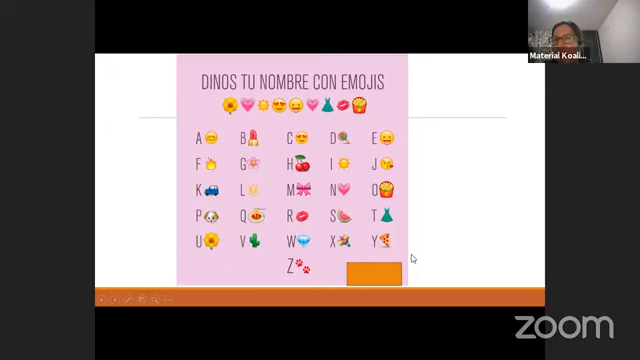 Material Koali...
DINOS TU NOMBRE CON EMOJIS
A B C D E
F G H I J
K L M N O
P Q R S T
U V W X Y
Z
zoom